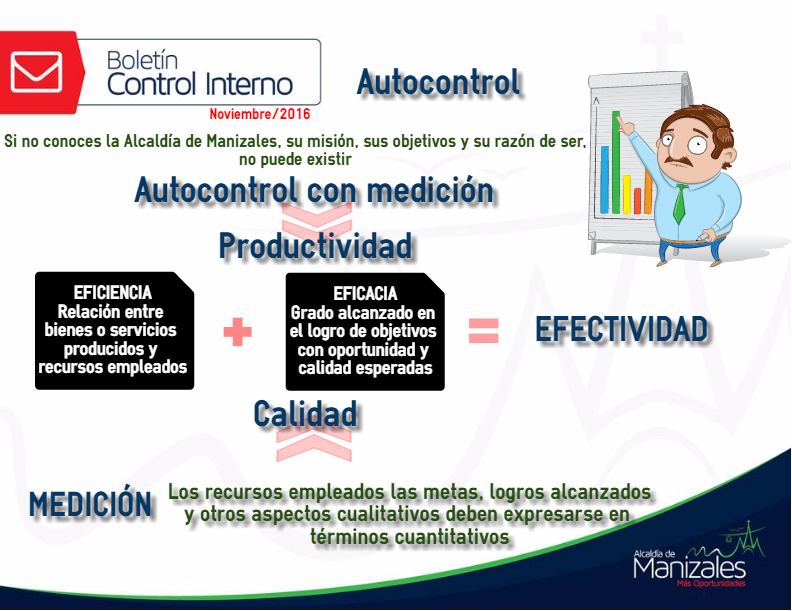 Boletín
Control Interno
Autocontrol
Noviembre/2016
Si no conoces la Alcaldía de Manizales, su misión, sus objetivos y su razón de ser,
no puede existir
Autocontrol con medición
Productividad
EFICIENCIA
Relación entre
bienes o servicios
producidos y
recursos empleados
+
EFICACIA
Grado alcanzado en
el logro de objetivos
con oportunidad y
calidad esperadas
=
EFECTIVIDAD
Calidad
MEDICIÓN
Los recursos empleados las metas, logros alcanzados
y otros aspectos cualitativos deben expresarse en
términos cuantitativos
Alcaldía de
Manizales
Más Oportunidades